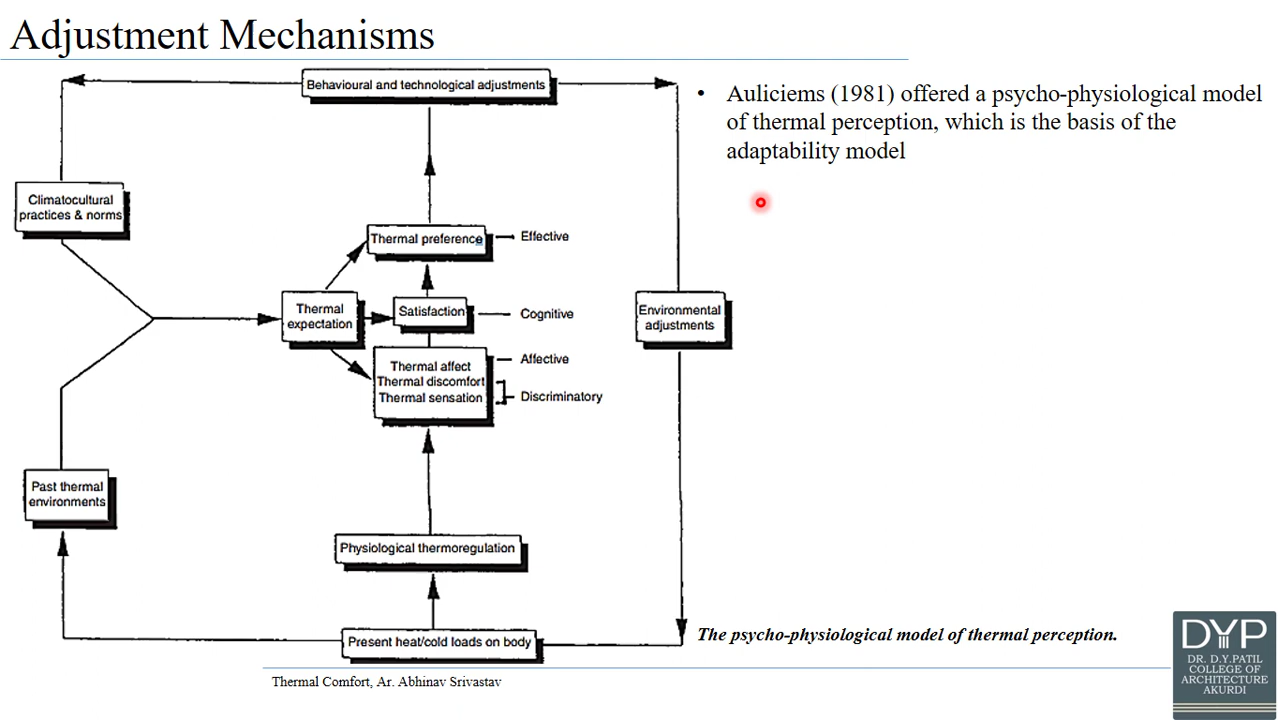 Adjustment Mechanisms
Behavioural and technological adjustments
• Auliciems (1981) offered a psycho-physiological model
of thermal perception, which is the basis of the
adaptability model
Climatocultural
practices & norms
Thermal preference
Effective
Thermal
expectation
Satisfaction
Cognitive
Environmental
adjustments
Thermal affect
Thermal discomfort
Thermal sensation
Affective
Discriminatory
Past thermal
environments
Physiological thermoregulation
Present heat/cold loads on body
The psycho-physiological model of thermal perception.
Thermal Comfort, Ar. Abhinav Srivastav
DYP
DR. D.Y.PATIL
COLLEGE OF
ARCHITECTURE
AKURDI